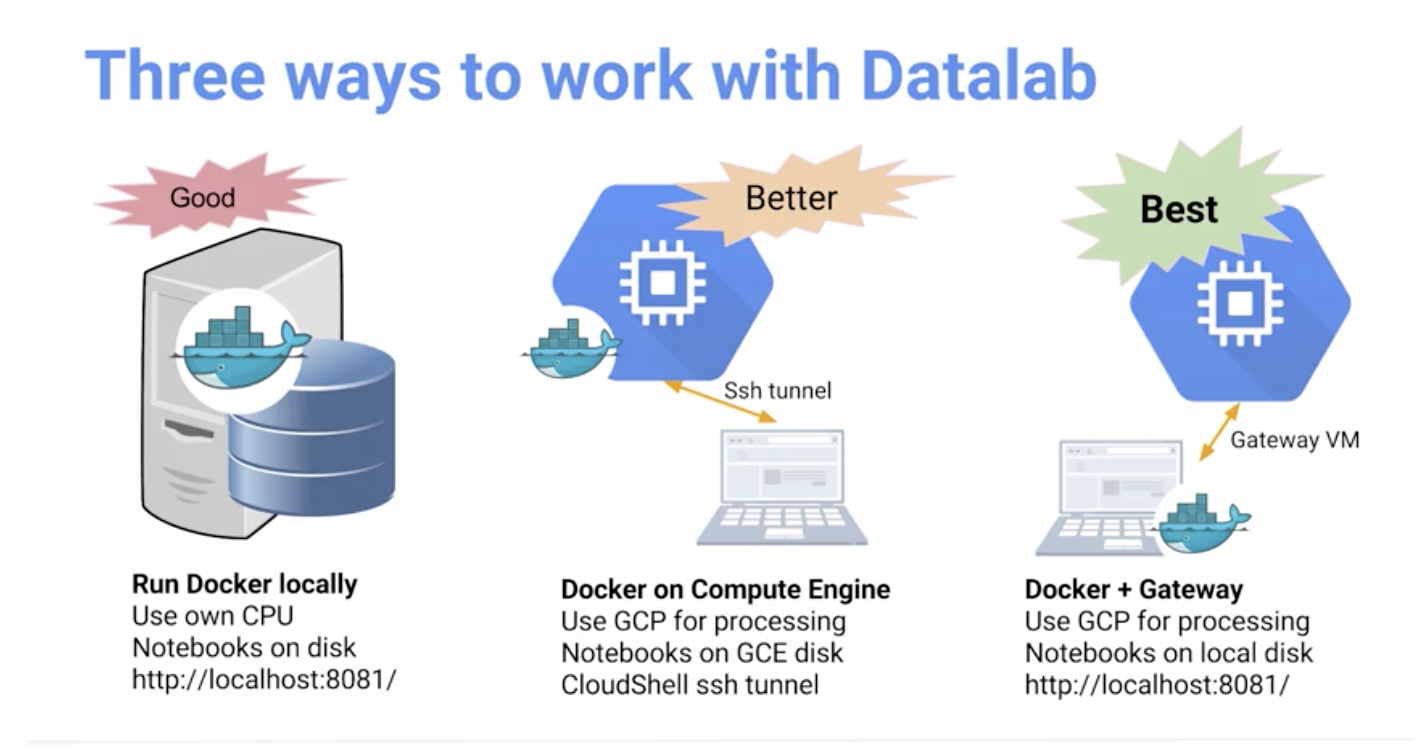 Three ways to work with Datalab
Good
Better
Best
Ssh tunnel
Gateway VM
Run Docker locally
Use own CPU
Notebooks on disk
http://localhost:8081/
Docker on Compute Engine
Use GCP for processing
Notebooks on GCE disk
CloudShell ssh tunnel
Docker + Gateway
Use GCP for processing
Notebooks on local disk
http://localhost:8081/